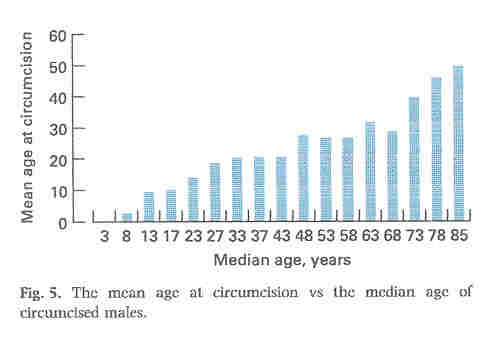 Mean age at circumcision
60
50
40
30
20
10
0
3 8 13 17 23 27 33 37 43 48 53 58 63 68 73 78 85
Median age, years
Fig. 5. The mean age at circumcision vs the median age of
circumcised males.